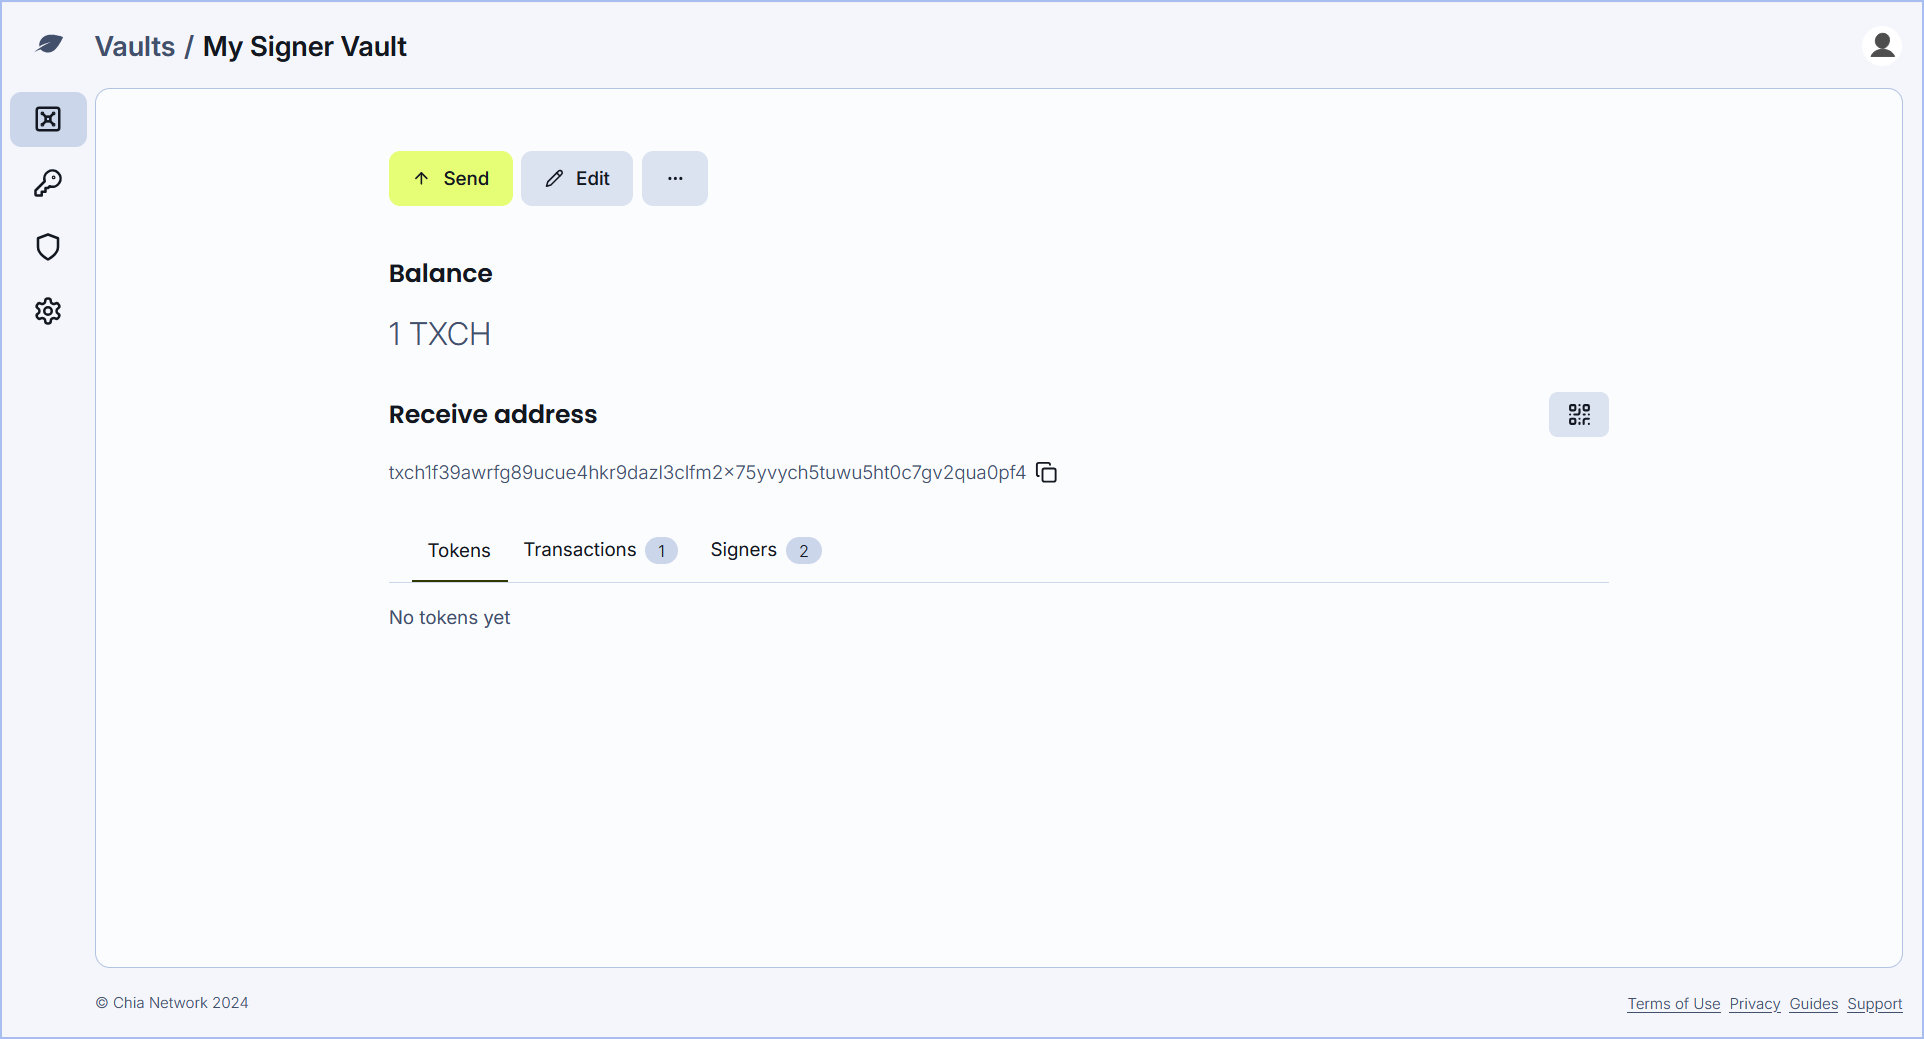 Vaults / My Signer Vault
Send
Edit
...
Balance
1 TXCH
Receive address
txch1f39awrfg89ucue4hkr9dazl3clfm2x75yvych5tuwu5ht0c7gv2qua0pf4
Tokens
Transactions 1
Signers 2
No tokens yet
© Chia Network 2024
Terms of Use Privacy Guides Support